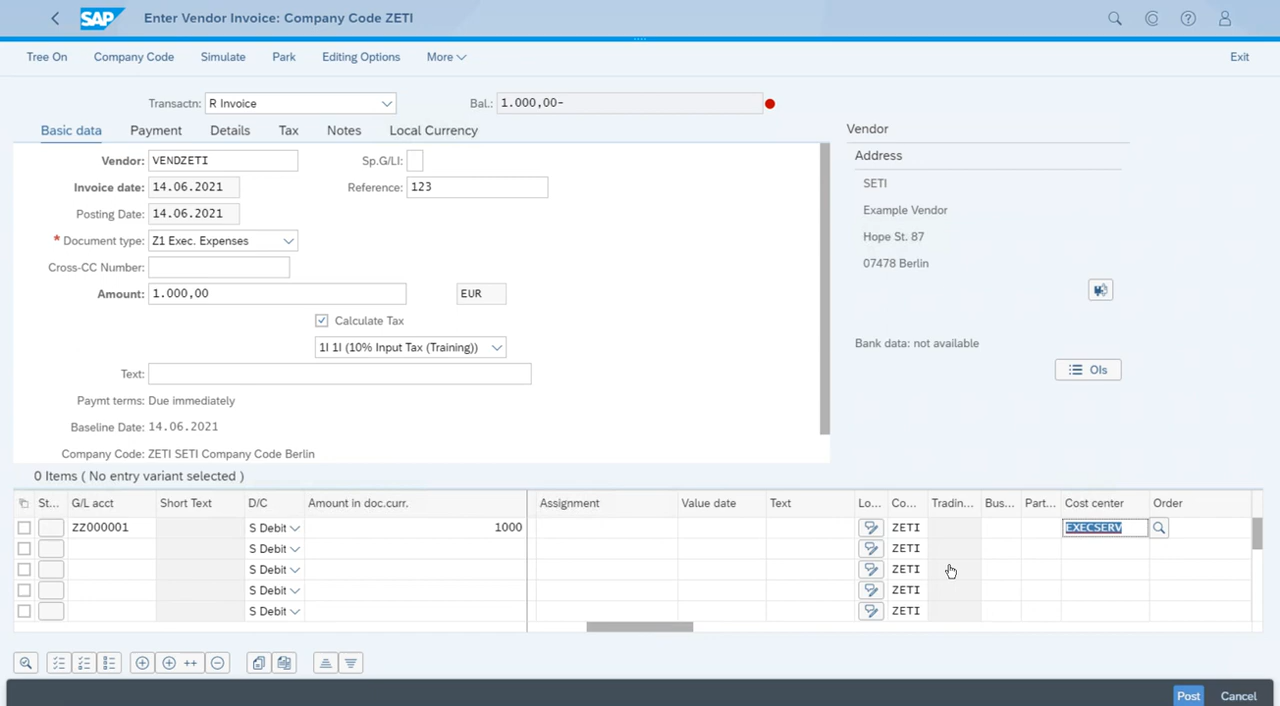 SAP Enter Vendor Invoice: Company Code ZETI
Tree On Company Code Simulate Park Editing Options More Exit
Transactn: R Invoice Bal.: 1.000,00-
Basic data Payment Details Tax Notes Local Currency
Vendor: VENDZETI Sp.G/LI:
Invoice date: 14.06.2021 Reference: 123
Posting Date: 14.06.2021
* Document type: Z1 Exec. Expenses
Cross-CC Number:
Amount: 1.000,00 EUR
Calculate Tax
1I 1I (10% Input Tax (Training))
Text:
Paymt terms: Due immediately
Baseline Date: 14.06.2021
Company Code: ZETI SETI Company Code Berlin
Vendor
Address
SETI
Example Vendor
Hope St. 87
07478 Berlin
Bank data: not available
OIs
0 Items ( No entry variant selected )
St... G/L acct Short Text D/C Amount in doc.curr. Assignment Value date Text Lo... Co... Tradin... Bus... Part... Cost center Order
ZZ000001 S Debit 1000 ZETI EXECSERV
S Debit ZETI
S Debit ZETI
S Debit ZETI
S Debit ZETI
Post Cancel